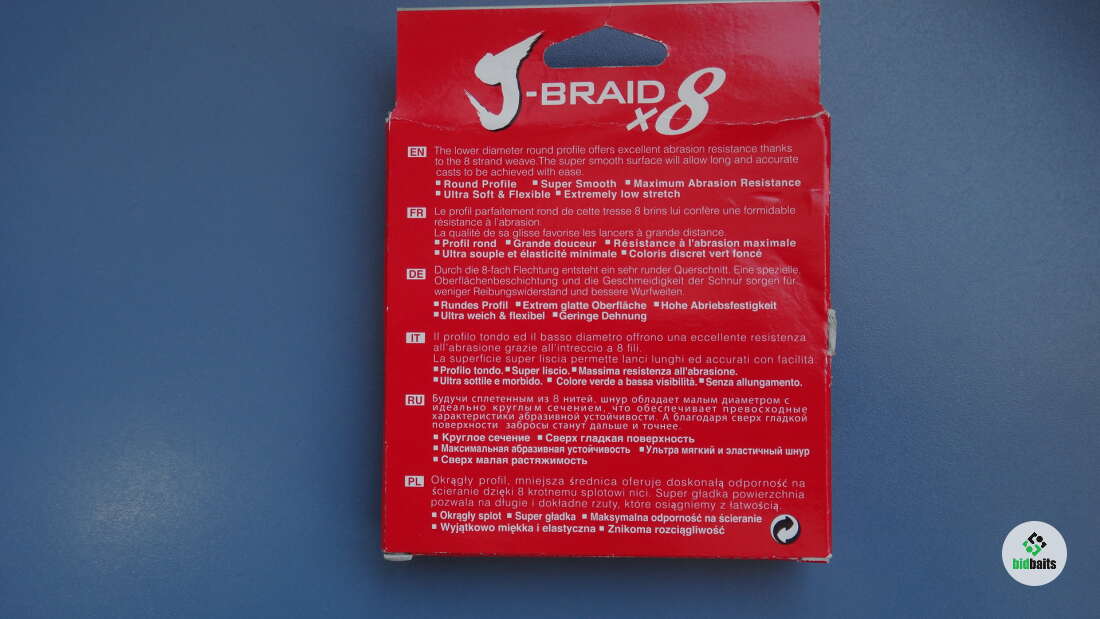 J-BRAID
x8
EN The lower diameter round profile offers excellent abrasion resistance thanks
to the 8 strand weave.The super smooth surface will allow long and accurate
casts to be achieved with ease.
▪ Round Profile ▪ Super Smooth ▪ Maximum Abrasion Resistance
▪ Ultra Soft & Flexible ▪ Extremely low stretch
FR Le profil parfaitement rond de cette tresse 8 brins lui confère une formidable
résistance à l'abrasion.
La qualité de sa glisse favorise les lancers à grande distance.
▪ Profil rond ▪ Grande douceur ▪ Résistance à l'abrasion maximale
▪ Ultra souple et élasticité minimale ▪ Coloris discret vert foncé
DE Durch die 8-fach Flechtung entsteht ein sehr runder Querschnitt. Eine spezielle
Oberflächenbeschichtung und die Geschmeidigkeit der Schnur sorgen für
weniger Reibungswiderstand und bessere Wurfweiten.
▪ Rundes Profil ▪ Extrem glatte Oberfläche ▪ Hohe Abriebsfestigkeit
▪ Ultra weich & flexibel ▪ Geringe Dehnung
IT Il profilo tondo ed il basso diametro offrono una eccellente resistenza
all'abrasione grazie all'intreccio a 8 fili.
La superficie super liscia permette lanci lunghi ed accurati con facilità.
▪ Profilo tondo. ▪ Super liscio. ▪ Massima resistenza all'abrasione.
▪ Ultra sottile e morbido. ▪ Colore verde a bassa visibilità. ▪ Senza allungamento.
RU Будучи сплетенным из 8 нитей, шнур обладает малым диаметром с
идеально круглым сечением, что обеспечивает превосходные
характеристики абразивной устойчивости. А благодаря сверх гладкой
поверхности забросы станут дальше и точнее.
▪ Круглое сечение ▪ Сверх гладкая поверхность
▪ Максимальная абразивная устойчивость ▪ Ультра мягкий и эластичный шнур
▪ Сверх малая растяжимость
PL Okrągły profil, mniejsza średnica oferuje doskonałą odporność na
ścieranie dzięki 8 krotnemu splotowi nici. Super gładka powierzchnia
pozwala na długie i dokładne rzuty, które osiągniemy z łatwością.
▪ Okrągły splot ▪ Super gładka ▪ Maksymalna odporność na ścieranie
▪ Wyjątkowo miękka i elastyczna ▪ Znikoma rozciągliwość
bidbaits